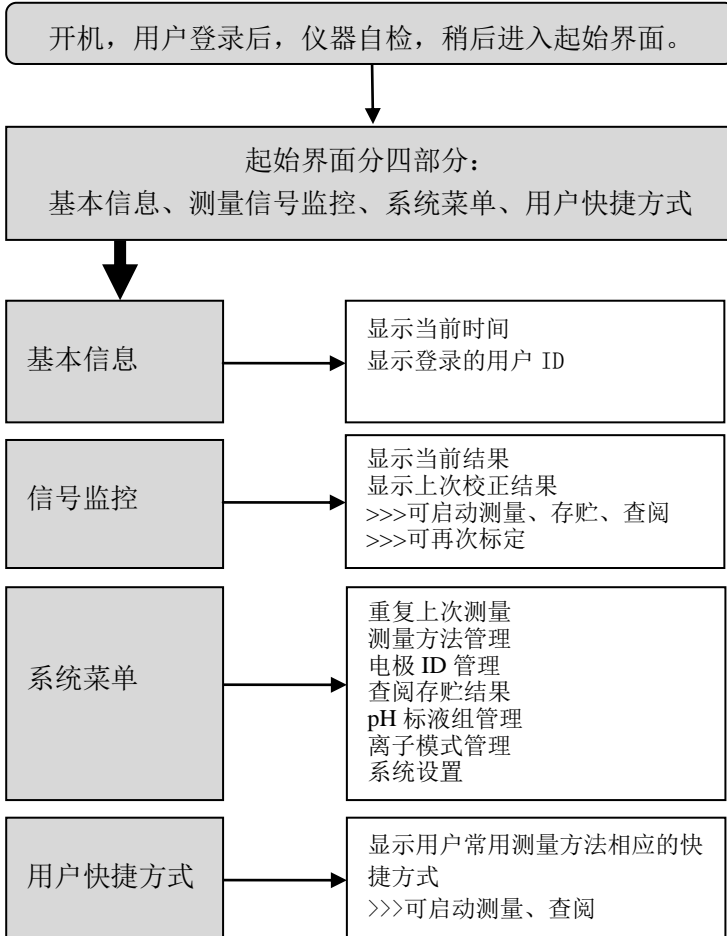 开机，用户登录后，仪器自检，稍后进入起始界面。
起始界面分四部分：
基本信息、测量信号监控、系统菜单、用户快捷方式
基本信息
显示当前时间
显示登录的用户 ID
信号监控
显示当前结果
显示上次校正结果
>>>可启动测量、存贮、查阅
>>>可再次标定
系统菜单
重复上次测量
测量方法管理
电极 ID 管理
查阅存贮结果
pH 标液组管理
离子模式管理
系统设置
用户快捷方式
显示用户常用测量方法相应的快
捷方式
>>>可启动测量、查阅